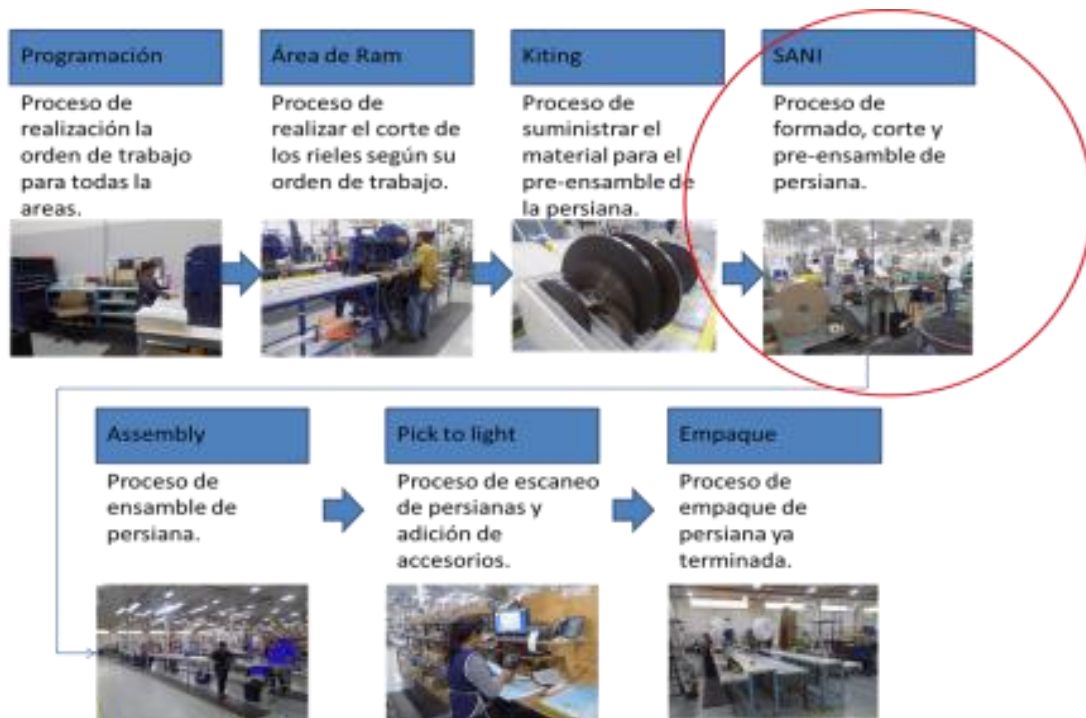 Programación
Proceso de
realización la
orden de trabajo
para todas la
areas.
Área de Ram
Proceso de
realizar el corte de
los rieles según su
orden de trabajo.
Kiting
Proceso de
suministrar el
material para el
pre-ensamble de
la persiana.
SANI
Proceso de
formado, corte y
pre-ensamble de
persiana.
Assembly
Proceso de
ensamble de
persiana.
Pick to light
Proceso de escaneo
de persianas y
adición de
accesorios.
Empaque
Proceso de
empaque de
persiana ya
terminada.